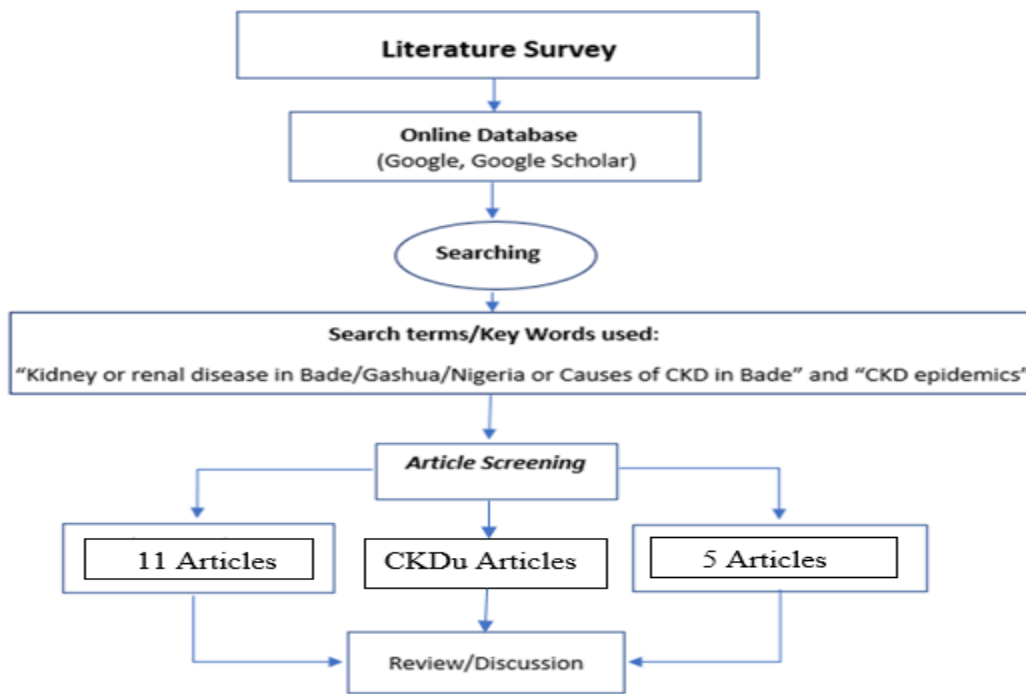 Literature Survey
Online Database
(Google, Google Scholar)
Searching
Search terms/Key Words used:
“Kidney or renal disease in Bade/Gashua/Nigeria or Causes of CKD in Bade” and “CKD epidemics”
Article Screening
11 Articles
CKDu Articles
5 Articles
Review/Discussion